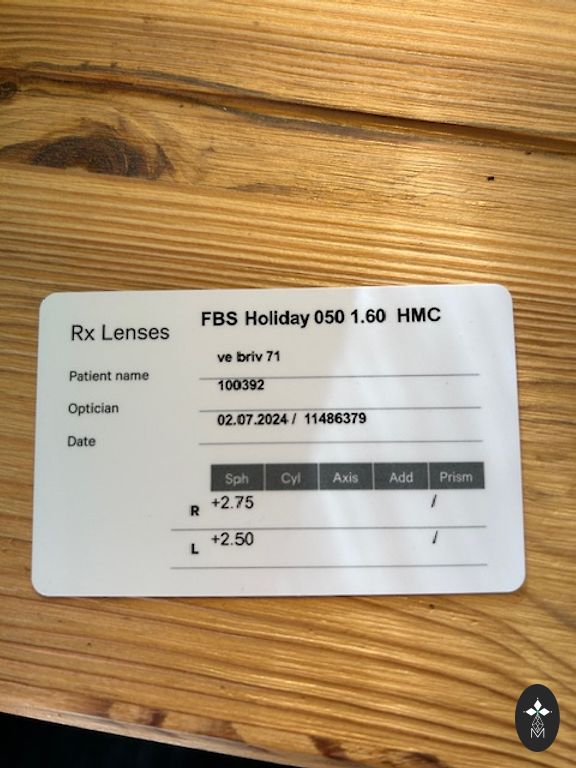 Rx Lenses
FBS Holiday 050 1.60 HMC
ve briv 71
Patient name
100392
Optician
02.07.2024 / 11486379
Date
Sph Cyl Axis Add Prism
R +2.75 /
L +2.50 /
M